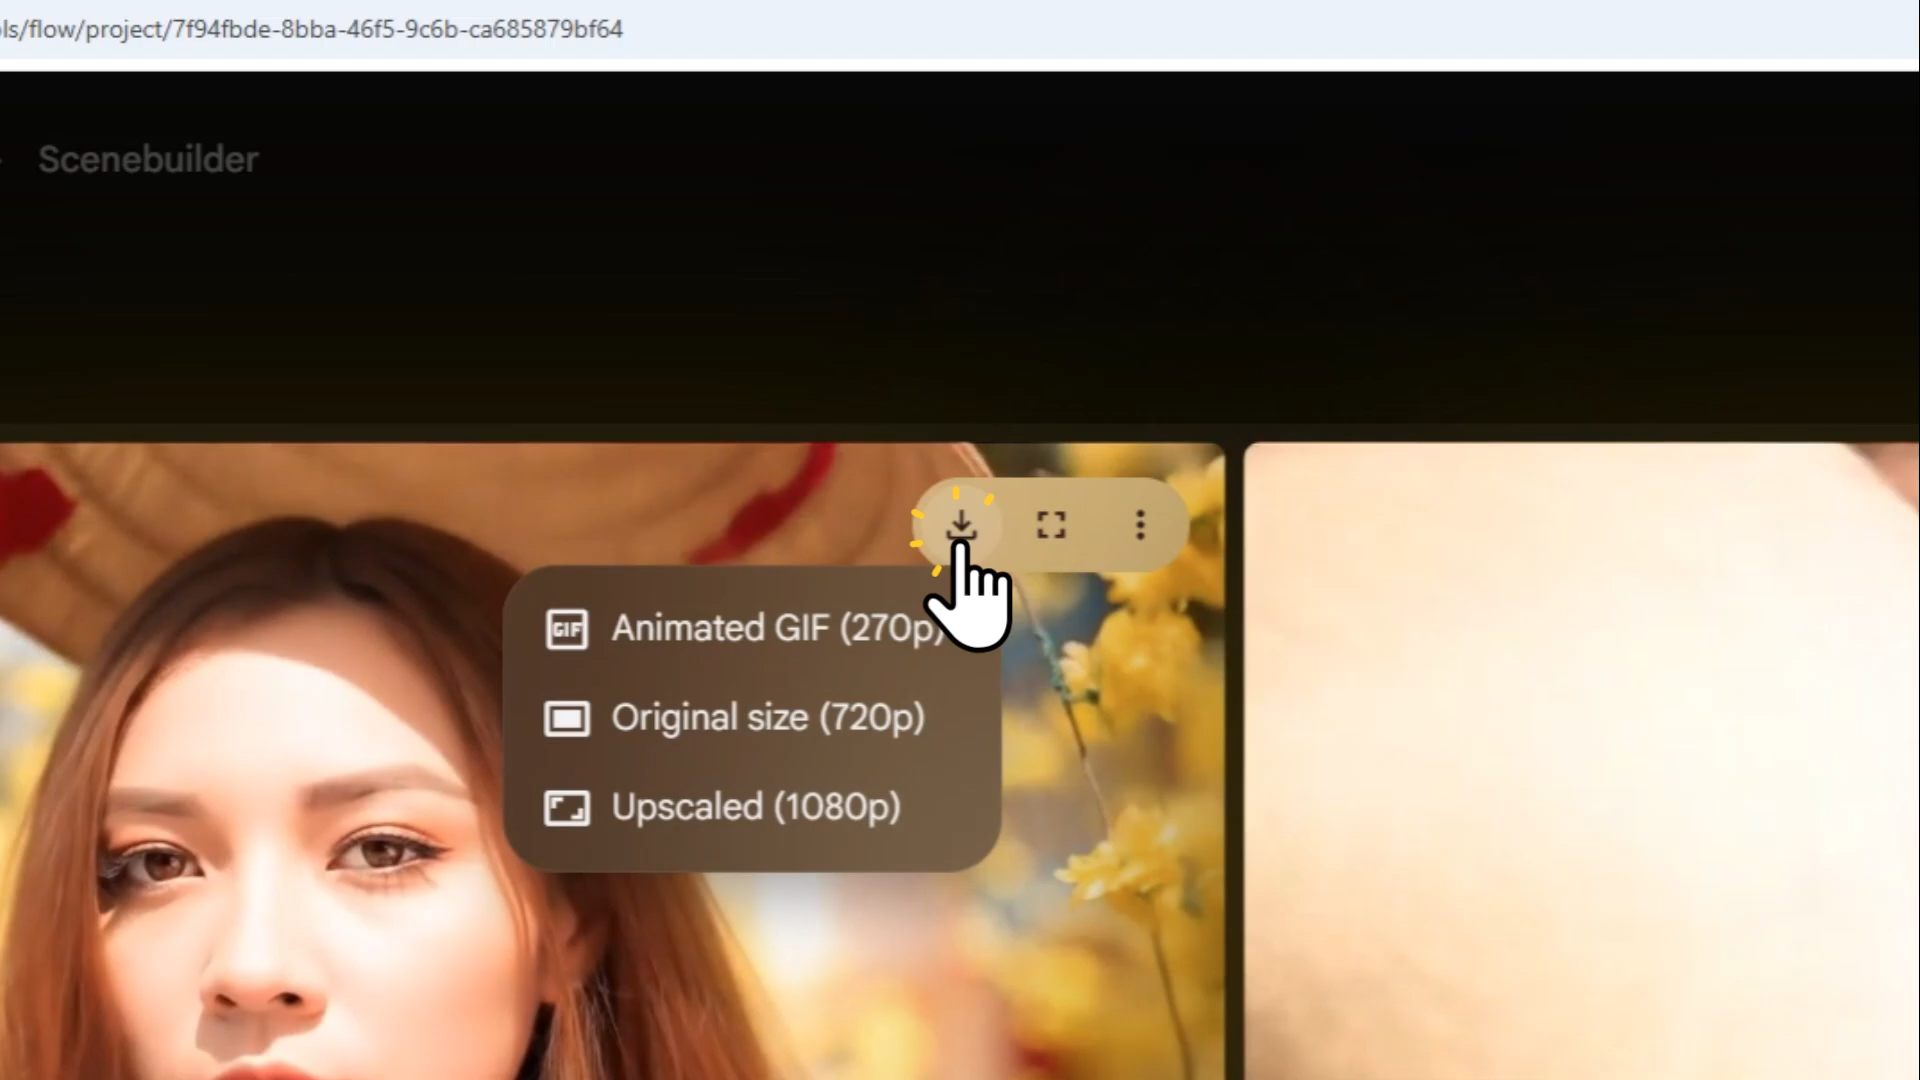 ls/flow/project/7f94fbde-8bba-46f5-9c6b-ca685879bf64
Scenebuilder
GIF Animated GIF (270p)
Original size (720p)
Upscaled (1080p)